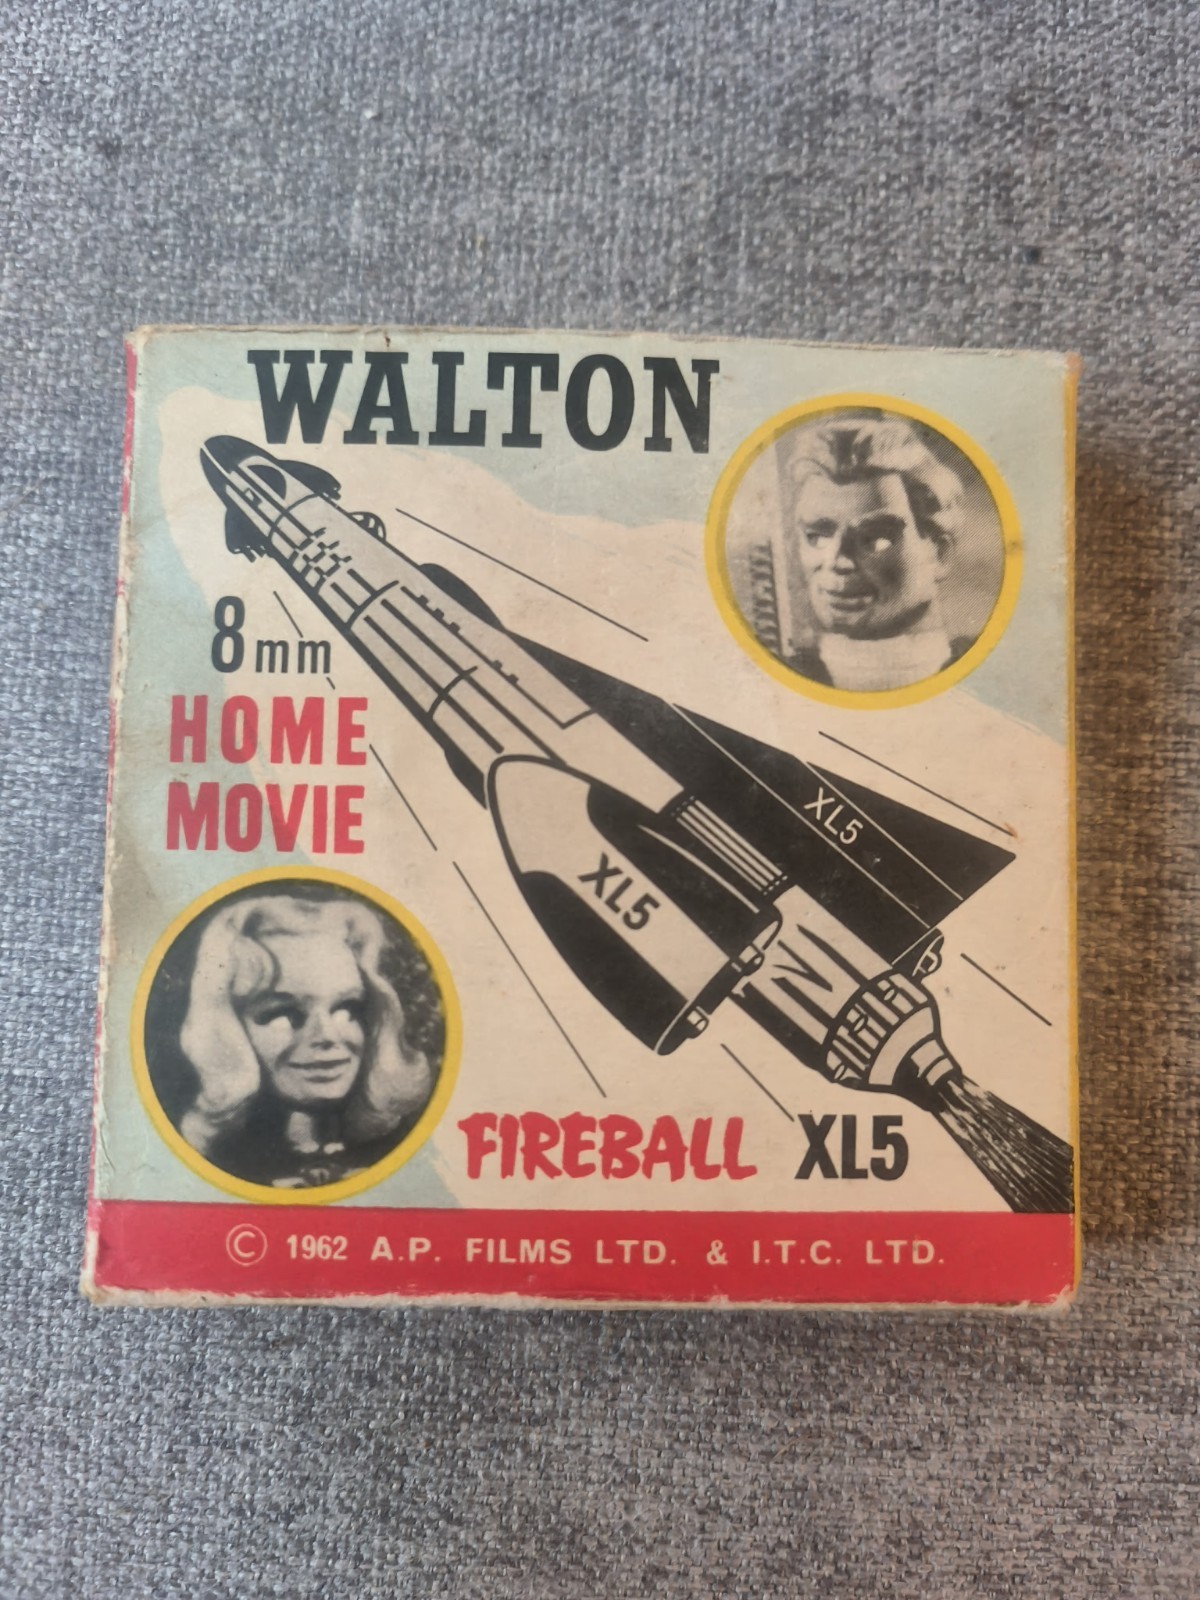 WALTON
8mm
HOME
MOVIE
XL5
XL5
FIREBALL XL5
© 1962 A.P. FILMS LTD. & I.T.C. LTD.